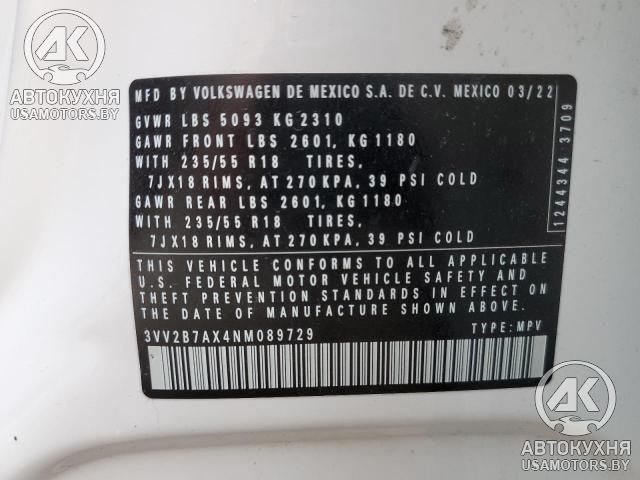 АК
АВТОКУХНЯ
USAMOTORS.BY
MFD BY VOLKSWAGEN DE MEXICO S.A. DE C.V. MEXICO 03/22
GVWR LBS 5093 KG 2310
GAWR FRONT LBS 2601, KG 1180
WITH 235/55 R18 TIRES,
7JX18 RIMS, AT 270 KPA, 39 PSI COLD
GAWR REAR LBS 2601, KG 1180
WITH 235/55 R18 TIRES,
7JX18 RIMS, AT 270 KPA, 39 PSI COLD
1244344 3709
THIS VEHICLE CONFORMS TO ALL APPLICABLE
U.S. FEDERAL MOTOR VEHICLE SAFETY AND
THEFT PREVENTION STANDARDS IN EFFECT ON
THE DATE OF MANUFACTURE SHOWN ABOVE.
3VV2B7AX4NM089729 TYPE: MPV
АК
АВТОКУХНЯ
USAMOTORS.BY